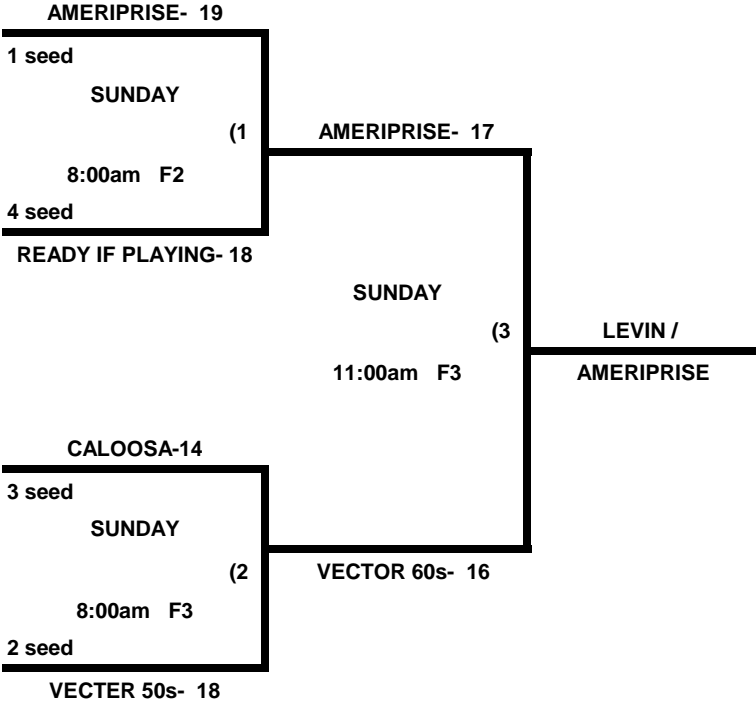 AMERIPRISE- 19
1 seed
SUNDAY
(1
AMERIPRISE- 17
8:00am F2
4 seed
READY IF PLAYING- 18
SUNDAY
(3
LEVIN /
11:00am F3
AMERIPRISE
CALOOSA-14
3 seed
SUNDAY
(2
VECTOR 60s- 16
8:00am F3
2 seed
VECTER 50s- 18